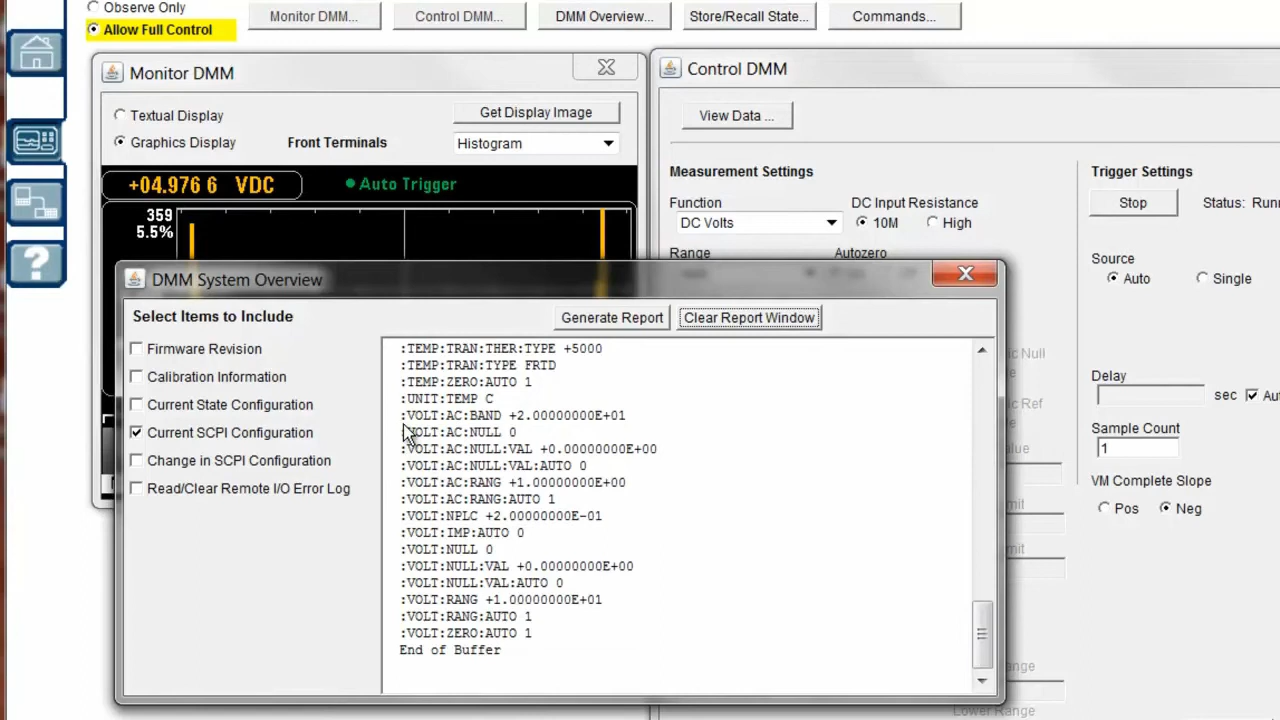 Observe Only
Allow Full Control
Monitor DMM...
Control DMM...
DMM Overview...
Store/Recall State...
Commands...
Monitor DMM
Textual Display
Get Display Image
Graphics Display
Front Terminals
Histogram
+04.976 6 VDC
Auto Trigger
359
5.5%
Control DMM
View Data ...
Measurement Settings
Function
DC Input Resistance
DC Volts
10M
High
Range
Autozero
Trigger Settings
Stop
Status:
Source
Auto
Single
Delay
sec
Sample Count
1
VM Complete Slope
Pos
Neg
DMM System Overview
Select Items to Include
Generate Report
Clear Report Window
Firmware Revision
Calibration Information
Current State Configuration
Current SCPI Configuration
Change in SCPI Configuration
Read/Clear Remote I/O Error Log
:TEMP:TRAN:THER:TYPE +5000
:TEMP:TRAN:TYPE FRTD
:TEMP:ZERO:AUTO 1
:UNIT:TEMP C
:VOLT:AC:BAND +2.00000000E+01
:VOLT:AC:NULL 0
:VOLT:AC:NULL:VAL +0.00000000E+00
:VOLT:AC:NULL:VAL:AUTO 0
:VOLT:AC:RANG +1.00000000E+01
:VOLT:AC:RANG:AUTO 1
:VOLT:NPLC +2.00000000E-01
:VOLT:IMP:AUTO 0
:VOLT:NULL 0
:VOLT:NULL:VAL +0.00000000E+00
:VOLT:NULL:VAL:AUTO 0
:VOLT:RANG +1.00000000E+01
:VOLT:RANG:AUTO 1
:VOLT:ZERO:AUTO 1
End of Buffer
Null
Ref
Lower Range